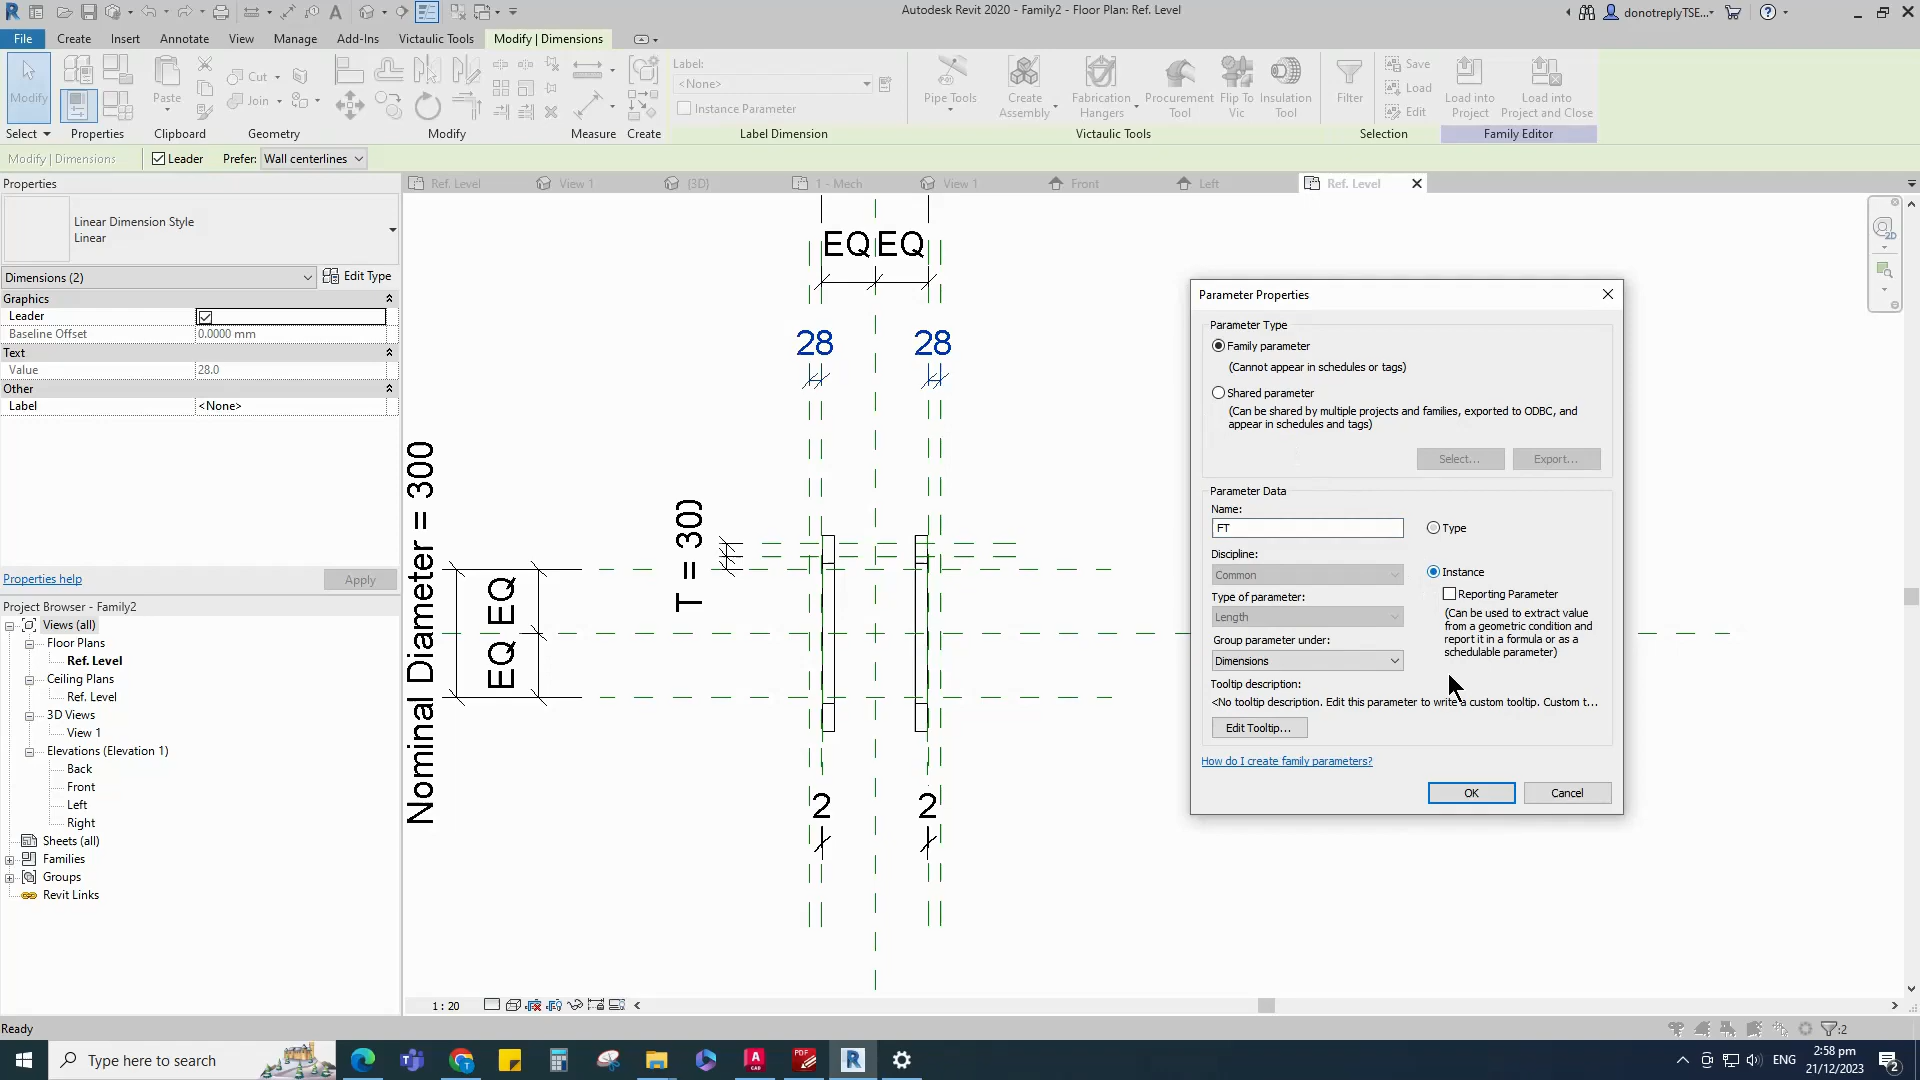 Autodesk Revit 2020 - Family2 - Floor Plan: Ref. Level
donotreplyTSE...
File
Create
Insert
Annotate
View
Manage
Add-Ins
Victaulic Tools
Modify | Dimensions
Modify
Paste
Cut
Join
Label:
<None>
Instance Parameter
Pipe Tools
Create Assembly
Fabrication Hangers
Procurement Tool
Flip To Vic
Insulation Tool
Filter
Save
Load
Edit
Load into Project
Load into Project and Close
Select
Properties
Clipboard
Geometry
Modify
Measure
Create
Label Dimension
Victaulic Tools
Selection
Family Editor
Modify | Dimensions
Leader
Prefer:
Wall centerlines
Properties
Ref. Level
View 1
{3D}
1 - Mech
View 1
Front
Left
Ref. Level
Linear Dimension Style
Linear
Dimensions (2)
Edit Type
Graphics
Leader
Baseline Offset
0.0000 mm
Text
Value
28.0
Other
Label
<None>
Properties help
Apply
Project Browser - Family2
Views (all)
Floor Plans
Ref. Level
Ceiling Plans
Ref. Level
3D Views
View 1
Elevations (Elevation 1)
Back
Front
Left
Right
Sheets (all)
Families
Groups
Revit Links
EQ EQ
28
28
Nominal Diameter = 300
EQ EQ
2
2
1 : 20
Parameter Properties
Parameter Type
Family parameter
(Cannot appear in schedules or tags)
Shared parameter
(Can be shared by multiple projects and families, exported to ODBC, and
appear in schedules and tags)
Select...
Export...
Parameter Data
Name:
FT
Type
Discipline:
Common
Instance
Reporting Parameter
Type of parameter:
Length
(Can be used to extract value
from a geometric condition and
report it in a formula or as a
schedulable parameter)
Group parameter under:
Dimensions
Tooltip description:
<No tooltip description. Edit this parameter to write a custom tooltip. Custom t...
Edit Tooltip...
How do I create family parameters?
OK
Cancel
Ready
:2
Type here to search
ENG
2:58 pm
21/12/2023
2